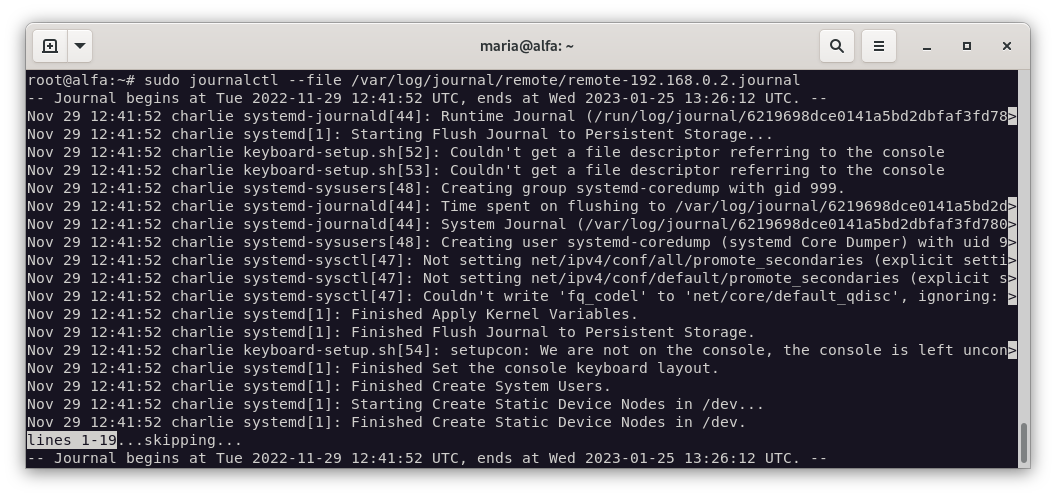 maria@alfa: ~
root@alfa:~# sudo journalctl --file /var/log/journal/remote/remote-192.168.0.2.journal
-- Journal begins at Tue 2022-11-29 12:41:52 UTC, ends at Wed 2023-01-25 13:26:12 UTC. --
Nov 29 12:41:52 charlie systemd-journald[44]: Runtime Journal (/run/log/journal/6219698dce0141a5bd2dbfaf3fd78>
Nov 29 12:41:52 charlie systemd[1]: Starting Flush Journal to Persistent Storage...
Nov 29 12:41:52 charlie keyboard-setup.sh[52]: Couldn't get a file descriptor referring to the console
Nov 29 12:41:52 charlie keyboard-setup.sh[53]: Couldn't get a file descriptor referring to the console
Nov 29 12:41:52 charlie systemd-sysusers[48]: Creating group systemd-coredump with gid 999.
Nov 29 12:41:52 charlie systemd-journald[44]: Time spent on flushing to /var/log/journal/6219698dce0141a5bd2d>
Nov 29 12:41:52 charlie systemd-journald[44]: System Journal (/var/log/journal/6219698dce0141a5bd2dbfaf3fd780>
Nov 29 12:41:52 charlie systemd-sysusers[48]: Creating user systemd-coredump (systemd Core Dumper) with uid 9>
Nov 29 12:41:52 charlie systemd-sysctl[47]: Not setting net/ipv4/conf/all/promote_secondaries (explicit setti>
Nov 29 12:41:52 charlie systemd-sysctl[47]: Not setting net/ipv4/conf/default/promote_secondaries (explicit s>
Nov 29 12:41:52 charlie systemd-sysctl[47]: Couldn't write 'fq_codel' to 'net/core/default_qdisc', ignoring: >
Nov 29 12:41:52 charlie systemd[1]: Finished Apply Kernel Variables.
Nov 29 12:41:52 charlie systemd[1]: Finished Flush Journal to Persistent Storage.
Nov 29 12:41:52 charlie keyboard-setup.sh[54]: setupcon: We are not on the console, the console is left uncon>
Nov 29 12:41:52 charlie systemd[1]: Finished Set the console keyboard layout.
Nov 29 12:41:52 charlie systemd[1]: Finished Create System Users.
Nov 29 12:41:52 charlie systemd[1]: Starting Create Static Device Nodes in /dev...
Nov 29 12:41:52 charlie systemd[1]: Finished Create Static Device Nodes in /dev.
lines 1-19...skipping...
-- Journal begins at Tue 2022-11-29 12:41:52 UTC, ends at Wed 2023-01-25 13:26:12 UTC. --